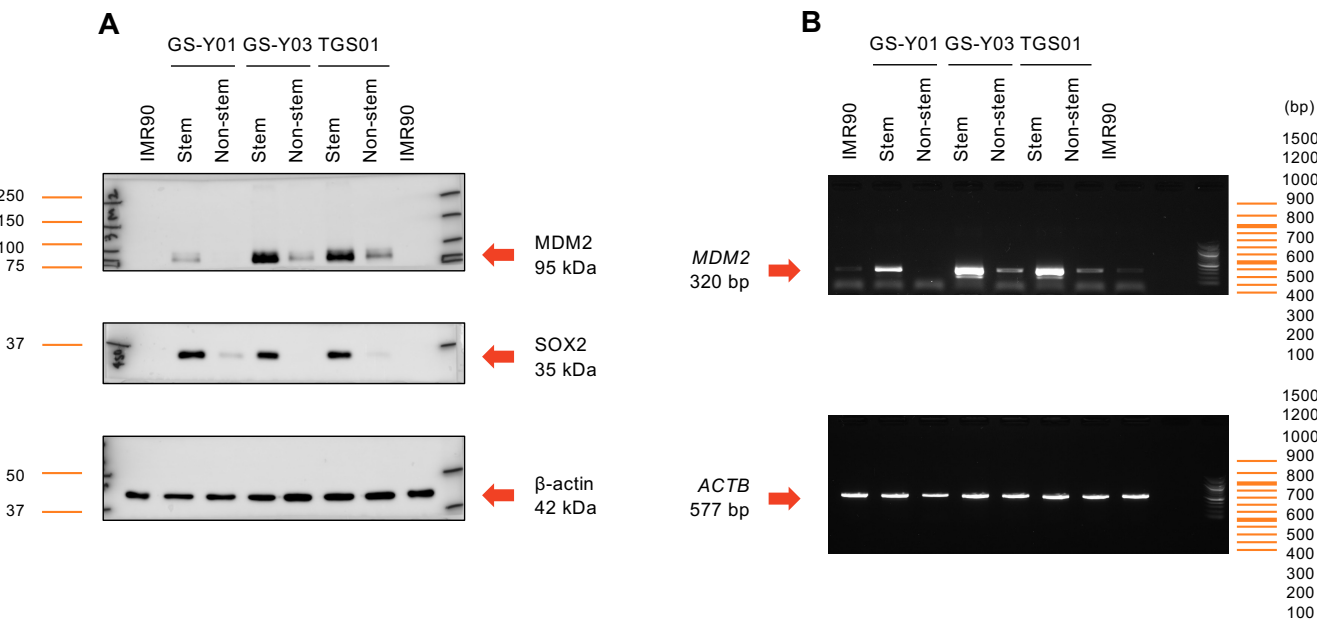 A
GS-Y01 GS-Y03 TGS01
IMR90
Stem
Non-stem
Stem
Non-stem
Stem
Non-stem
IMR90
250
150
100
75
MDM2
95 kDa
37
SOX2
35 kDa
50
37
β-actin
42 kDa
B
GS-Y01 GS-Y03 TGS01
IMR90
Stem
Non-stem
Stem
Non-stem
Stem
Non-stem
IMR90
(bp)
1500
1200
1000
900
800
700
600
500
400
300
200
100
MDM2
320 bp
1500
1200
1000
900
800
700
600
500
400
300
200
100
ACTB
577 bp